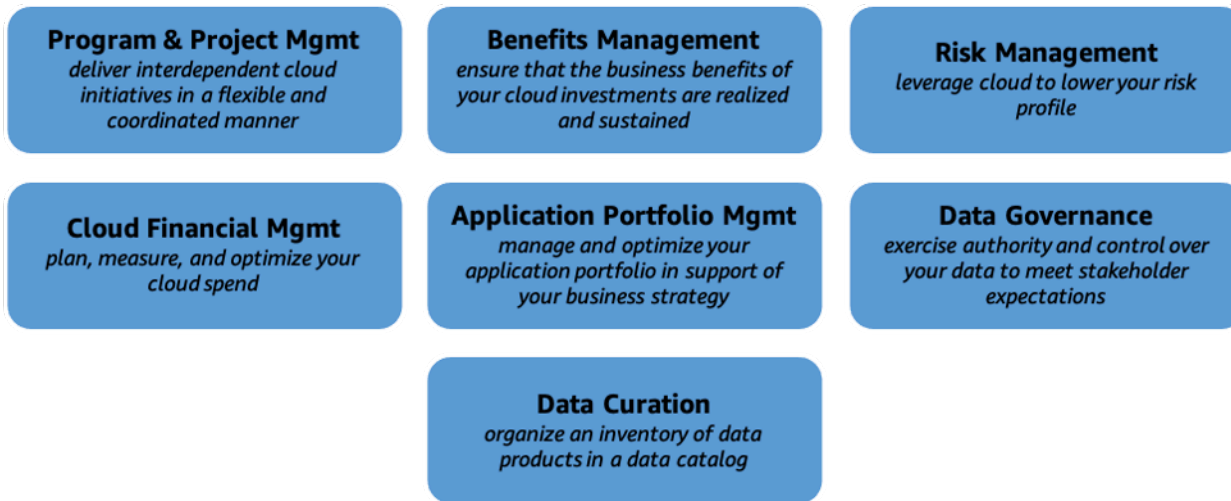 Program & Project Mgmt
deliver interdependent cloud
initiatives in a flexible and
coordinated manner
Benefits Management
ensure that the business benefits of
your cloud investments are realized
and sustained
Risk Management
leverage cloud to lower your risk
profile
Cloud Financial Mgmt
plan, measure, and optimize your
cloud spend
Application Portfolio Mgmt
manage and optimize your
application portfolio in support of
your business strategy
Data Governance
exercise authority and control over
your data to meet stakeholder
expectations
Data Curation
organize an inventory of data
products in a data catalog